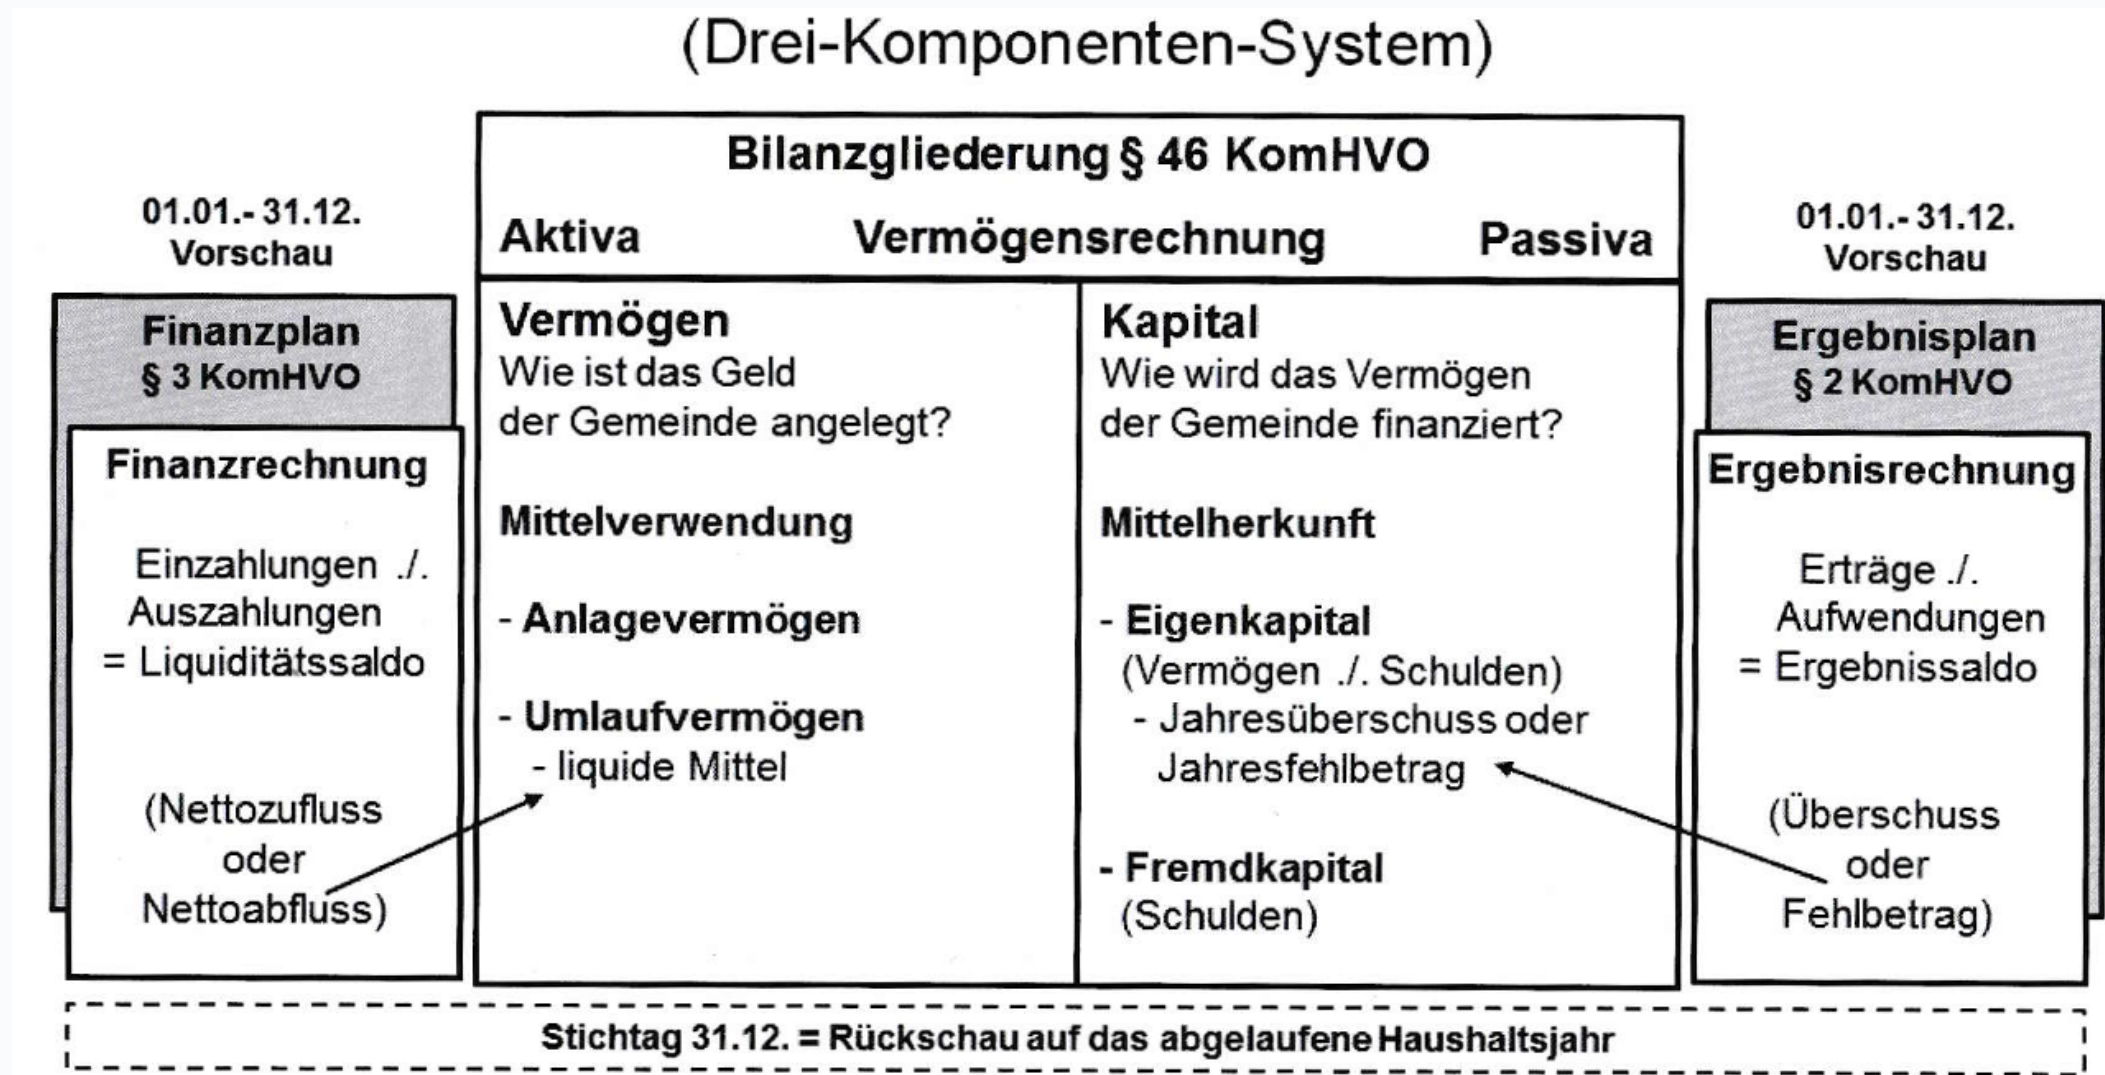 (Drei-Komponenten-System)
01.01.- 31.12.
Vorschau
Finanzplan
§ 3 KomHVO
Finanzrechnung
Einzahlungen ./.
Auszahlungen
= Liquiditätssaldo
(Nettozufluss
oder
Nettoabfluss)
Bilanzgliederung § 46 KomHVO
Aktiva Vermögensrechnung Passiva
Vermögen
Wie ist das Geld
der Gemeinde angelegt?
Mittelverwendung
- Anlagevermögen
- Umlaufvermögen
- liquide Mittel
Kapital
Wie wird das Vermögen
der Gemeinde finanziert?
Mittelherkunft
- Eigenkapital
(Vermögen ./. Schulden)
- Jahresüberschuss oder
Jahresfehlbetrag
- Fremdkapital
(Schulden)
01.01.- 31.12.
Vorschau
Ergebnisplan
§ 2 KomHVO
Ergebnisrechnung
Erträge ./.
Aufwendungen
= Ergebnissaldo
(Überschuss
oder
Fehlbetrag)
Stichtag 31.12. = Rückschau auf das abgelaufene Haushaltsjahr